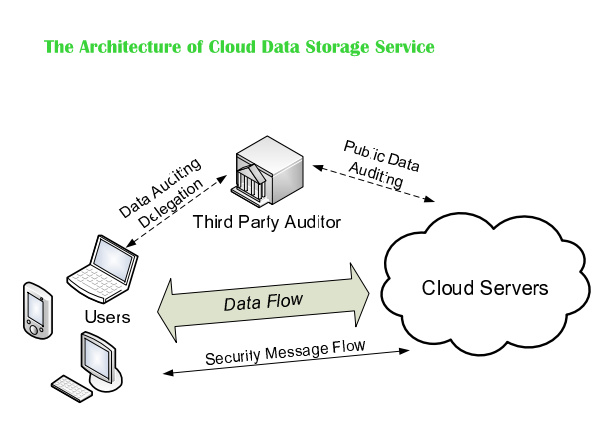 The Architecture of Cloud Data Storage Service
Data Auditing
Delegation
Public Data
Auditing
Third Party Auditor
Users
Data Flow
Cloud Servers
Security Message Flow